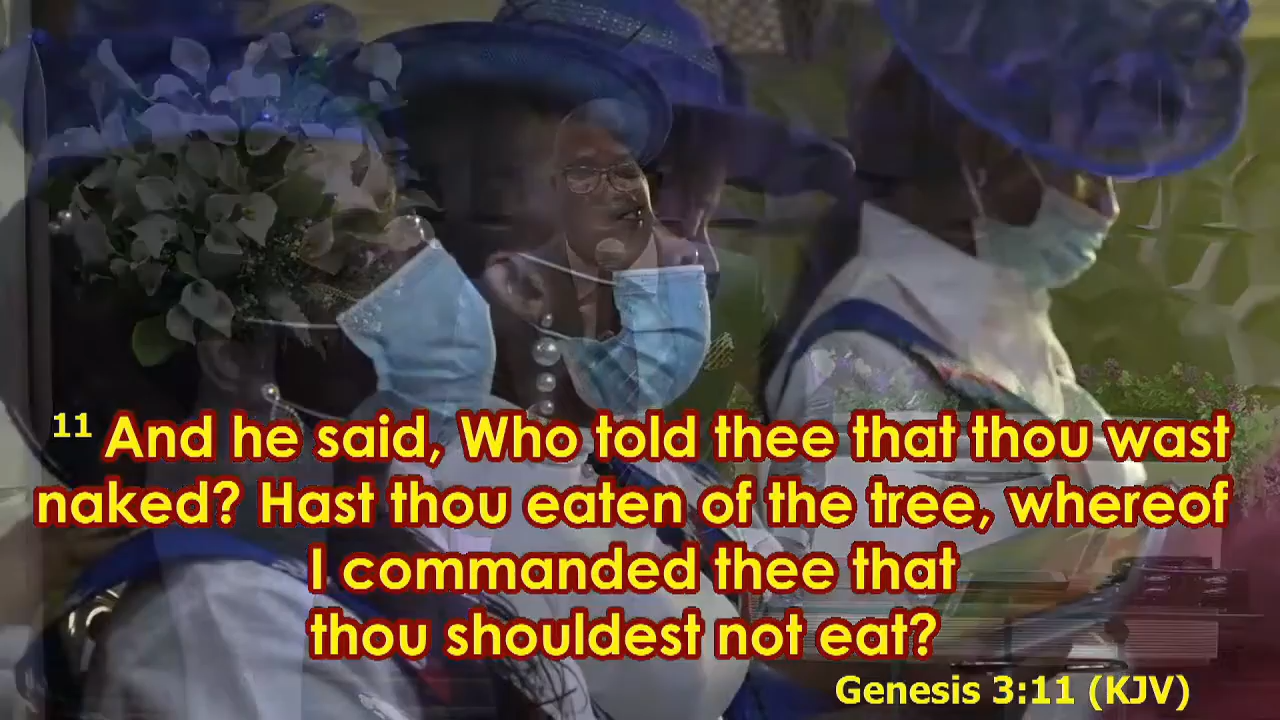 11 And he said, Who told thee that thou wast
naked? Hast thou eaten of the tree, whereof
I commanded thee that
thou shouldest not eat?
Genesis 3:11 (KJV)